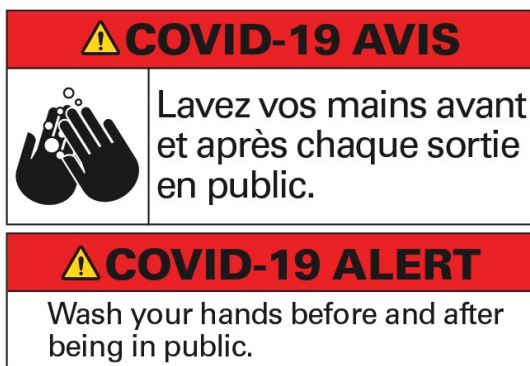 COVID-19 AVIS
Lavez vos mains avant
et après chaque sortie
en public.
COVID-19 ALERT
Wash your hands before and after
being in public.